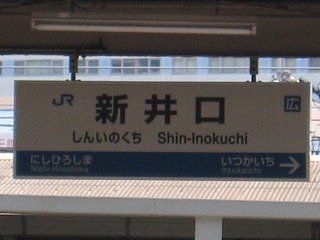 JR 新井口 広
しんいのくち Shin-Inokuchi
にしひろしま いつかいち
Nishi-Hiroshima Itsukaichi